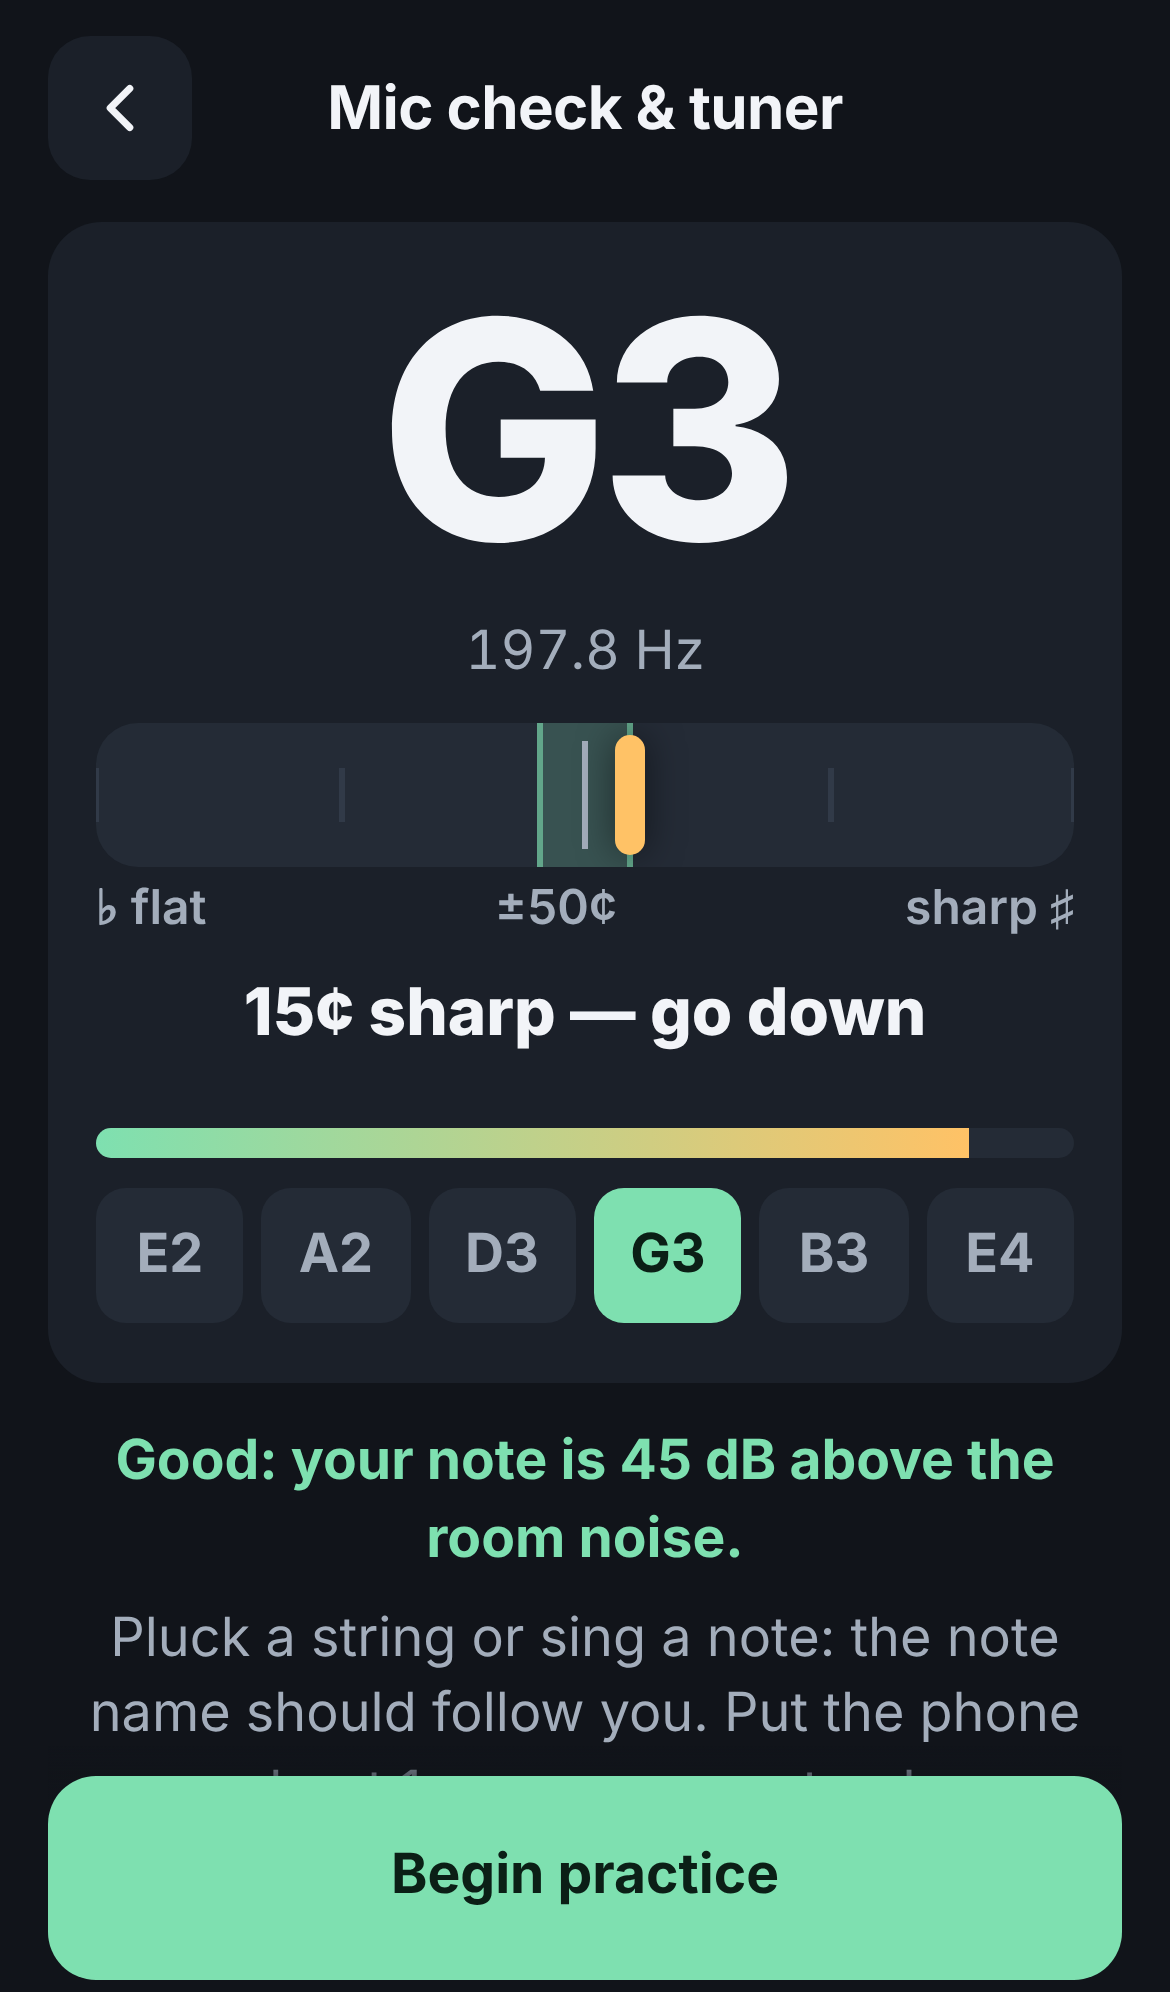 Mic check & tuner
G3
197.8 Hz
♭ flat ±50¢ sharp ♯
15¢ sharp — go down
E2 A2 D3 G3 B3 E4
Good: your note is 45 dB above the
room noise.
Pluck a string or sing a note: the note
name should follow you. Put the phone
Begin practice